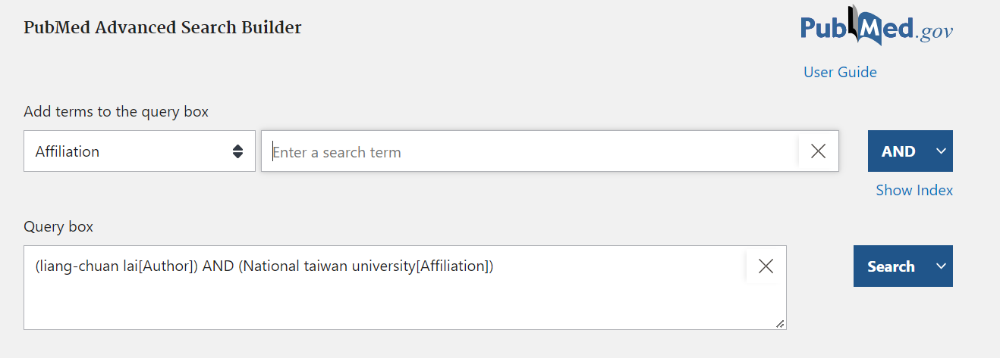 PubMed Advanced Search Builder
PubMed.gov
User Guide
Add terms to the query box
Affiliation
Enter a search term
AND
Show Index
Query box
(liang-chuan lai[Author]) AND (National taiwan university[Affiliation])
Search